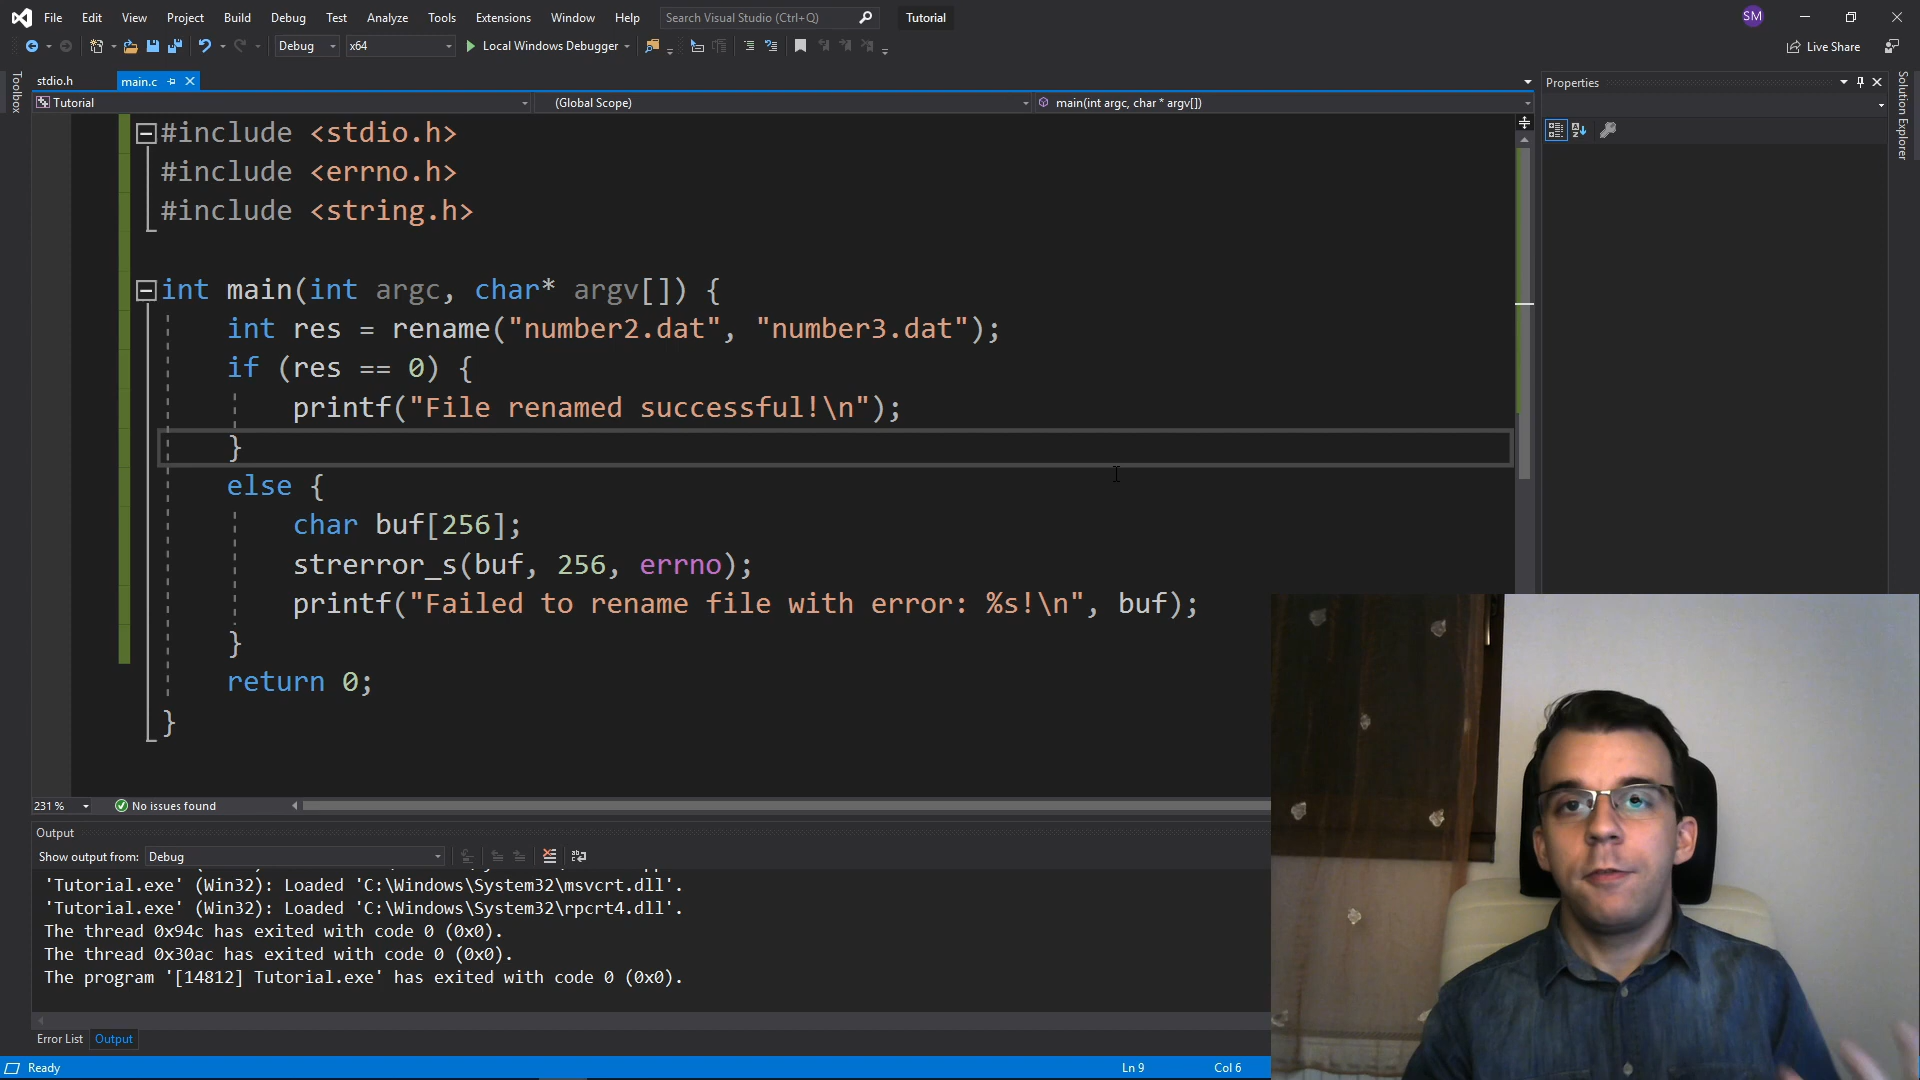 File Edit View Project Build Debug Test Analyze Tools Extensions Window Help Search Visual Studio (Ctrl+Q) Tutorial SM
Debug x64 Local Windows Debugger Live Share
Toolbox
stdio.h main.c
Tutorial (Global Scope) main(int argc, char * argv[])
#include <stdio.h>
#include <errno.h>
#include <string.h>
int main(int argc, char* argv[]) {
int res = rename("number2.dat", "number3.dat");
if (res == 0) {
printf("File renamed successful!\n");
}
else {
char buf[256];
strerror_s(buf, 256, errno);
printf("Failed to rename file with error: %s!\n", buf);
}
return 0;
}
Properties
Solution Explorer
231 % No issues found
Output
Show output from: Debug
'Tutorial.exe' (Win32): Loaded 'C:\Windows\System32\msvcrt.dll'.
'Tutorial.exe' (Win32): Loaded 'C:\Windows\System32\rpcrt4.dll'.
The thread 0x94c has exited with code 0 (0x0).
The thread 0x30ac has exited with code 0 (0x0).
The program '[14812] Tutorial.exe' has exited with code 0 (0x0).
Error List Output
Ready Ln 9 Col 6